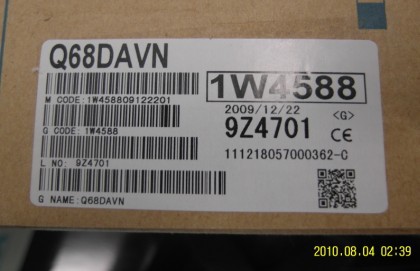 Q68DAVN
1W4588
M CODE: 1W458809122201
2009/12/22
<G>
G CODE: 1W4588
9Z4701
CE
L NO: 9Z4701
111218057000362-C
G NAME: Q68DAVN
2010.08.04 02:39